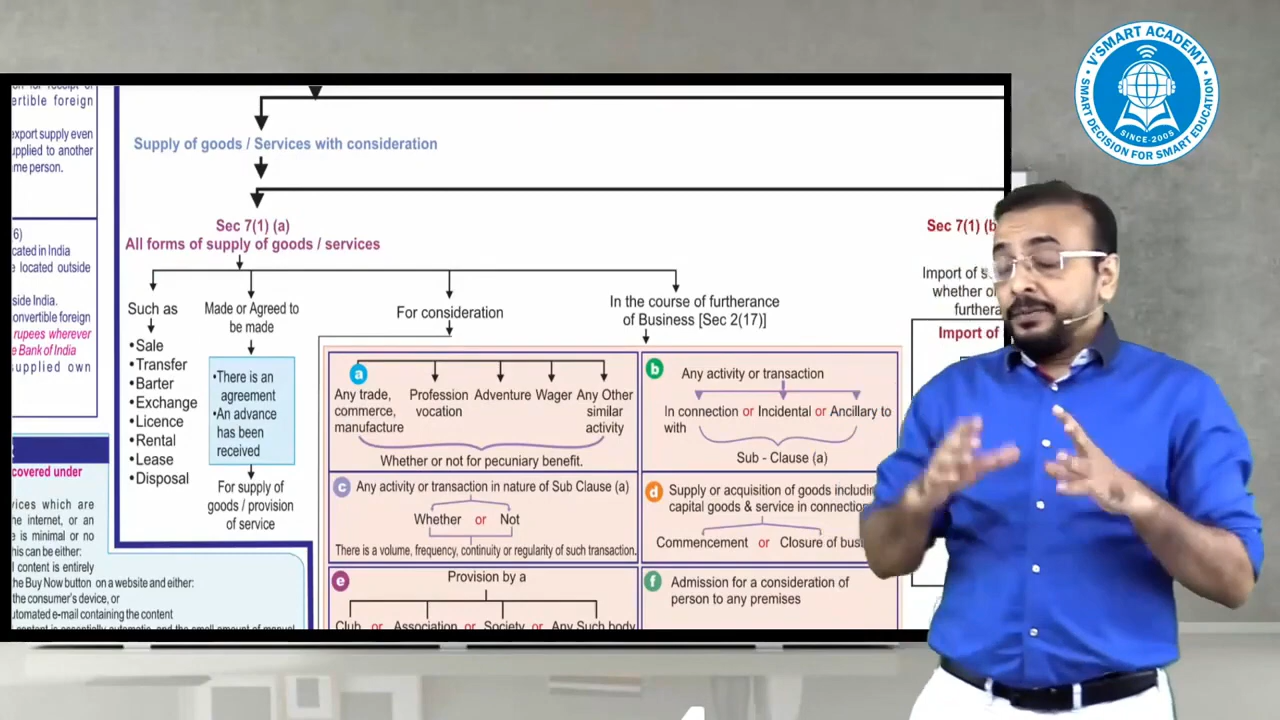 V'SMART ACADEMY
SINCE-2005
SMART DECISION FOR SMART EDUCATION
ertible foreign
export supply even
upplied to another
me person.
6)
cated in India
e located outside
side India.
onvertible foreign
rupees wherever
e Bank of India
supplied own
covered under
vices which are
he internet, or an
e is minimal or no
his can be either:
l content is entirely
he Buy Now button on a website and either:
the consumer's device, or
utomated e-mail containing the content
Supply of goods / Services with consideration
Sec 7(1) (a)
All forms of supply of goods / services
Such as
•Sale
•Transfer
•Barter
•Exchange
•Licence
•Rental
•Lease
•Disposal
Made or Agreed to
be made
•There is an
agreement
•An advance
has been
received
For supply of
goods / provision
of service
For consideration
In the course of furtherance
of Business [Sec 2(17)]
a
Any trade,
commerce,
manufacture
Profession
vocation
Adventure
Wager
Any Other
similar
activity
Whether or not for pecuniary benefit.
b
Any activity or transaction
In connection or Incidental or Ancillary to
with
Sub - Clause (a)
c
Any activity or transaction in nature of Sub Clause (a)
Whether or Not
There is a volume, frequency, continuity or regularity of such transaction.
d
Supply or acquisition of goods includin
capital goods & service in connectio
Commencement or Closure of busi
e
Provision by a
Club or Association or Society or Any Such body
f
Admission for a consideration of
person to any premises
Sec 7(1) (b
Import of s
whether o
furthera
Import of